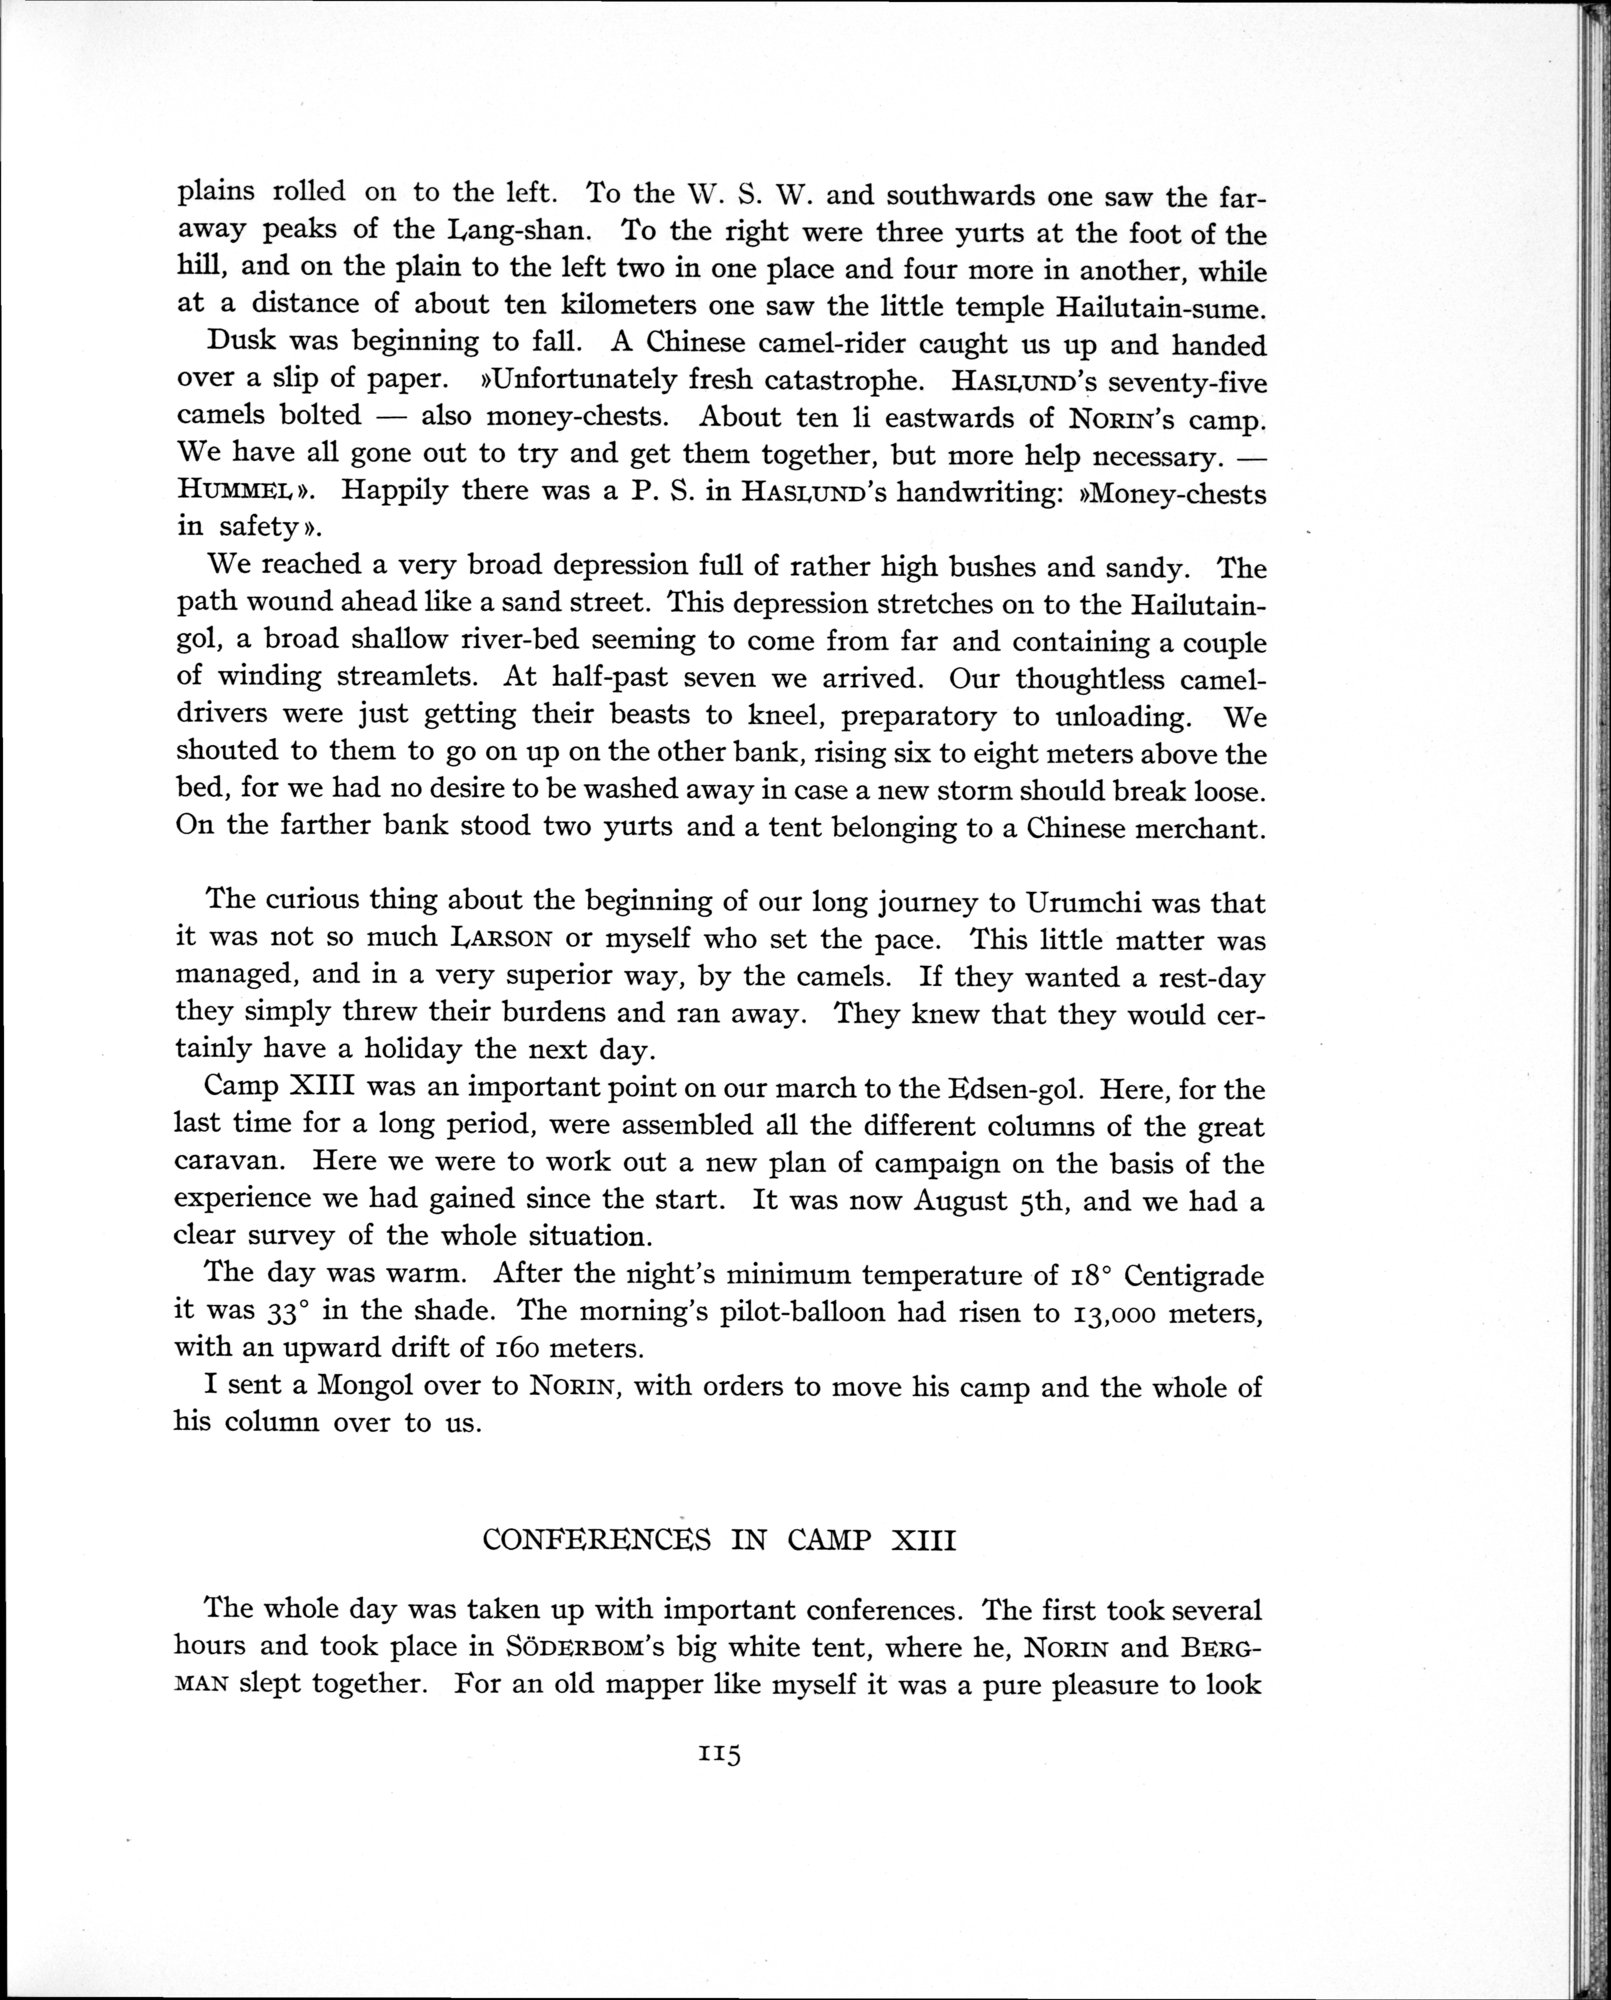 plains rolled on to the left. To the W. S. W. and southwards one saw the far-
away peaks of the Lang-shan. To the right were three yurts at the foot of the
hill, and on the plain to the left two in one place and four more in another, while
at a distance of about ten kilometers one saw the little temple Hailutain-sume.
Dusk was beginning to fall. A Chinese camel-rider caught us up and handed
over a slip of paper. »Unfortunately fresh catastrophe. HASLUND's seventy-five
camels bolted — also money-chests. About ten li eastwards of NORIN's camp.
We have all gone out to try and get them together, but more help necessary. —
HUMMEL». Happily there was a P. S. in HASLUND's handwriting: »Money-chests
in safety».
We reached a very broad depression full of rather high bushes and sandy. The
path wound ahead like a sand street. This depression stretches on to the Hailutain-
gol, a broad shallow river-bed seeming to come from far and containing a couple
of winding streamlets. At half-past seven we arrived. Our thoughtless camel-
drivers were just getting their beasts to kneel, preparatory to unloading. We
shouted to them to go on up on the other bank, rising six to eight meters above the
bed, for we had no desire to be washed away in case a new storm should break loose.
On the farther bank stood two yurts and a tent belonging to a Chinese merchant.
The curious thing about the beginning of our long journey to Urumchi was that
it was not so much LARSON or myself who set the pace. This little matter was
managed, and in a very superior way, by the camels. If they wanted a rest-day
they simply threw their burdens and ran away. They knew that they would cer-
tainly have a holiday the next day.
Camp XIII was an important point on our march to the Edsen-gol. Here, for the
last time for a long period, were assembled all the different columns of the great
caravan. Here we were to work out a new plan of campaign on the basis of the
experience we had gained since the start. It was now August 5th, and we had a
clear survey of the whole situation.
The day was warm. After the night's minimum temperature of 18° Centigrade
it was 33° in the shade. The morning's pilot-balloon had risen to 13,000 meters,
with an upward drift of 160 meters.
I sent a Mongol over to NORIN, with orders to move his camp and the whole of
his column over to us.
CONFERENCES IN CAMP XIII
The whole day was taken up with important conferences. The first took several
hours and took place in SÖDERBOM's big white tent, where he, NORIN and BERG-
MAN slept together. For an old mapper like myself it was a pure pleasure to look
115